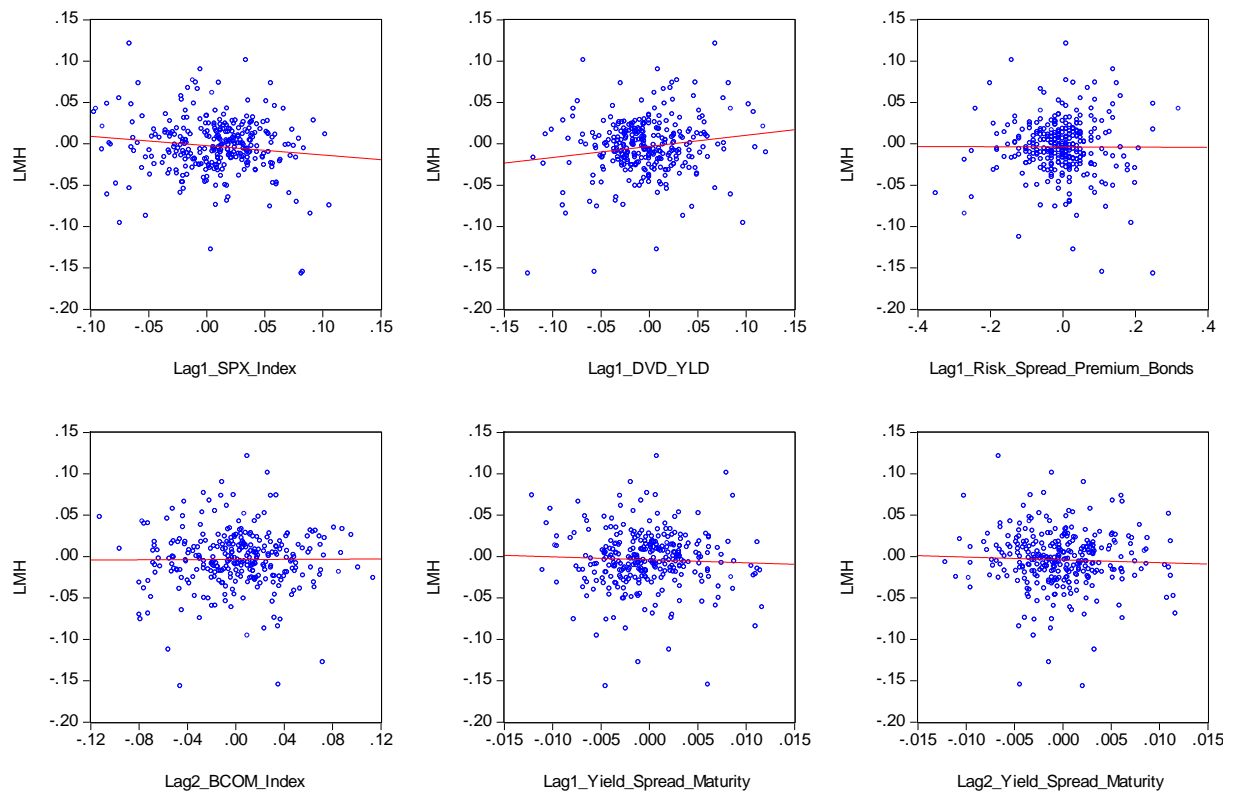 .15
.10
.05
.00
-.05
-.10
-.15
-.20
LMH
-.10 -.05 .00 .05 .10 .15
Lag1_SPX_Index
.15
.10
.05
.00
-.05
-.10
-.15
-.20
LMH
-.15 -.10 -.05 .00 .05 .10 .15
Lag1_DVD_YLD
.15
.10
.05
.00
-.05
-.10
-.15
-.20
LMH
-.4 -.2 .0 .2 .4
Lag1_Risk_Spread_Premium_Bonds
.15
.10
.05
.00
-.05
-.10
-.15
-.20
LMH
-.12 -.08 -.04 .00 .04 .08 .12
Lag2_BCOM_Index
.15
.10
.05
.00
-.05
-.10
-.15
-.20
LMH
-.015 -.010 -.005 .000 .005 .010 .015
Lag1_Yield_Spread_Maturity
.15
.10
.05
.00
-.05
-.10
-.15
-.20
LMH
-.015 -.010 -.005 .000 .005 .010 .015
Lag2_Yield_Spread_Maturity